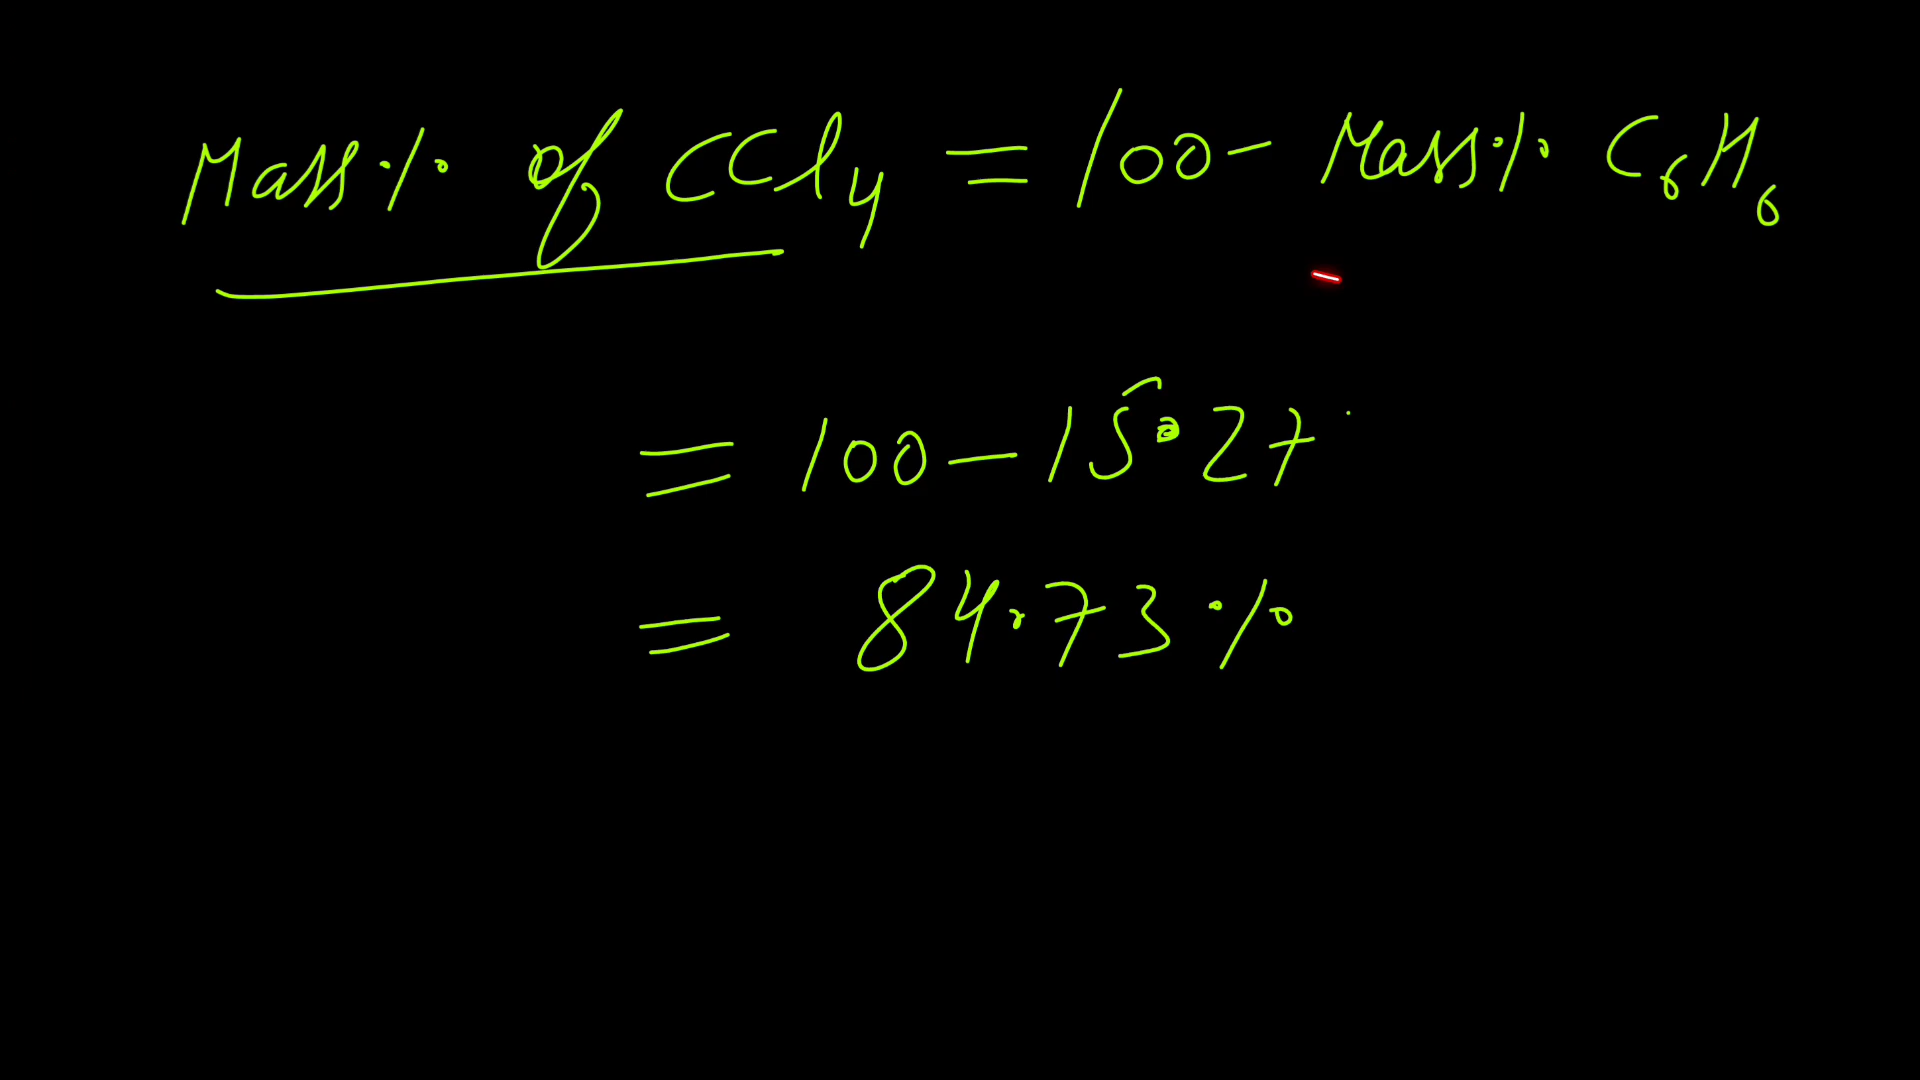 Mass% of CCl4 = 100 - Mass% C6H6
= 100 - 15.27
= 84.73%